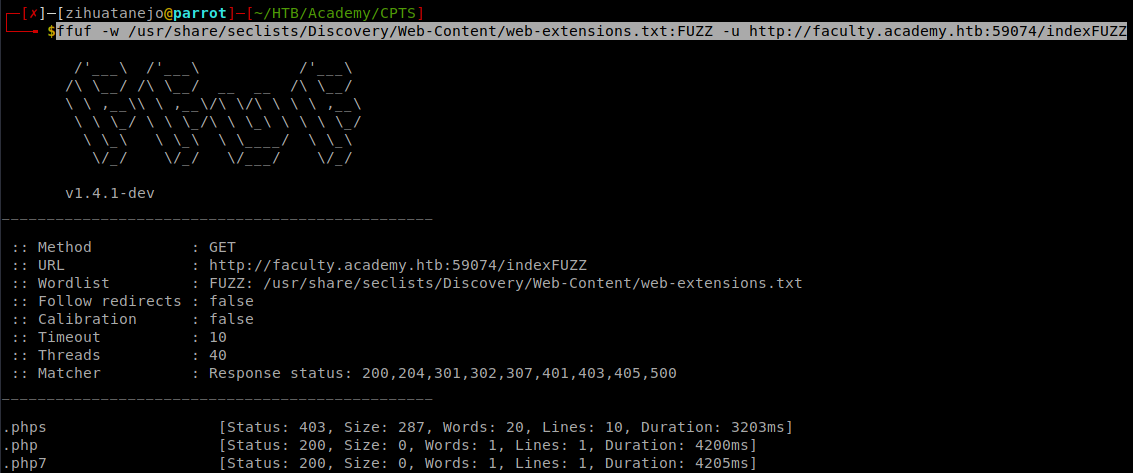 ┌─[✗]─[zihuatanejo@parrot]─[~/HTB/Academy/CPTS]
└──╼ $ffuf -w /usr/share/seclists/Discovery/Web-Content/web-extensions.txt:FUZZ -u http://faculty.academy.htb:59074/indexFUZZ
        /'___\  /'___\           /'___\
       /\ \__/ /\ \__/  __  __  /\ \__/
       \ \ ,__\\ \ ,__\/\ \/\ \ \ \ ,__\
        \ \ \_/ \ \ \_/\ \ \_\ \ \ \ \_/
         \ \_\   \ \_\  \ \____/  \ \_\
          \/_/    \/_/   \/___/    \/_/
       v1.4.1-dev
________________________________________________
 :: Method           : GET
 :: URL              : http://faculty.academy.htb:59074/indexFUZZ
 :: Wordlist         : FUZZ: /usr/share/seclists/Discovery/Web-Content/web-extensions.txt
 :: Follow redirects : false
 :: Calibration      : false
 :: Timeout          : 10
 :: Threads          : 40
 :: Matcher          : Response status: 200,204,301,302,307,401,403,405,500
________________________________________________
.phps                   [Status: 403, Size: 287, Words: 20, Lines: 10, Duration: 3203ms]
.php                    [Status: 200, Size: 0, Words: 1, Lines: 1, Duration: 4200ms]
.php7                   [Status: 200, Size: 0, Words: 1, Lines: 1, Duration: 4205ms]